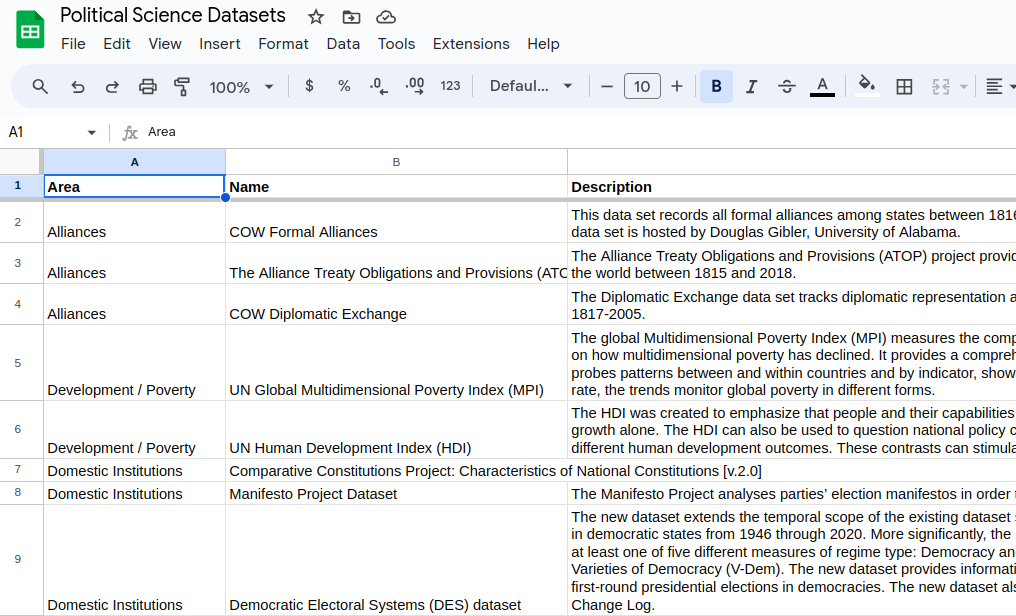 Political Science Datasets
File Edit View Insert Format Data Tools Extensions Help
100% $ % .0 .00 123 Defaul... 10 B I A
A1 fx Area
A B
1 Area Name Description
2 Alliances COW Formal Alliances
This data set records all formal alliances among states between 1816
data set is hosted by Douglas Gibler, University of Alabama.
3 Alliances The Alliance Treaty Obligations and Provisions (ATO
The Alliance Treaty Obligations and Provisions (ATOP) project provid
the world between 1815 and 2018.
4 Alliances COW Diplomatic Exchange
The Diplomatic Exchange data set tracks diplomatic representation a
1817-2005.
5 Development / Poverty UN Global Multidimensional Poverty Index (MPI)
The global Multidimensional Poverty Index (MPI) measures the comp
on how multidimensional poverty has declined. It provides a compreh
probes patterns between and within countries and by indicator, show
rate, the trends monitor global poverty in different forms.
6 Development / Poverty UN Human Development Index (HDI)
The HDI was created to emphasize that people and their capabilities
growth alone. The HDI can also be used to question national policy c
different human development outcomes. These contrasts can stimula
7 Domestic Institutions Comparative Constitutions Project: Characteristics of National Constitutions [v.2.0]
8 Domestic Institutions Manifesto Project Dataset The Manifesto Project analyses parties’ election manifestos in order
9 Domestic Institutions Democratic Electoral Systems (DES) dataset
The new dataset extends the temporal scope of the existing dataset
in democratic states from 1946 through 2020. More significantly, the
at least one of five different measures of regime type: Democracy an
Varieties of Democracy (V-Dem). The new dataset provides informati
first-round presidential elections in democracies. The new dataset als
Change Log.